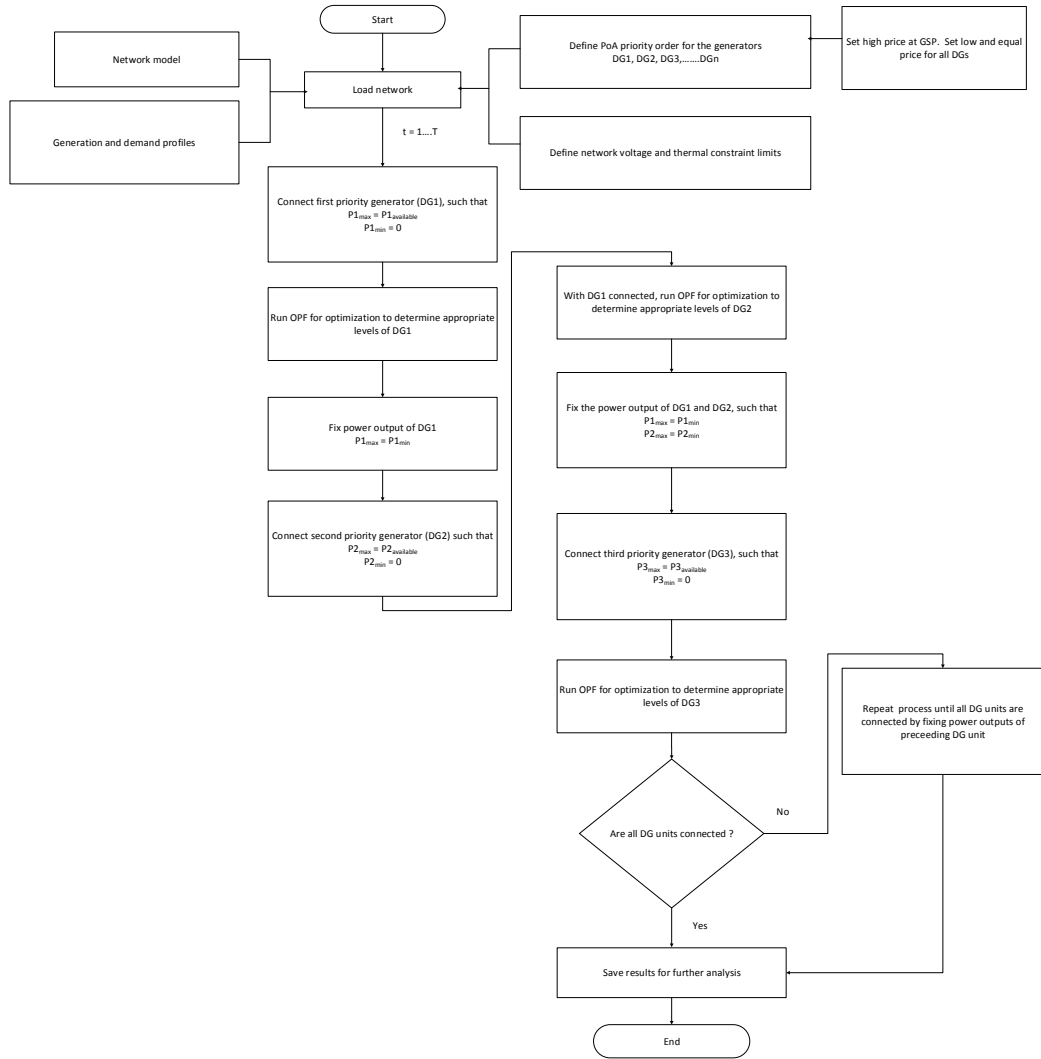 Start
Network model
Generation and demand profiles
Load network
Define PoA priority order for the generators
DG1, DG2, DG3,.......DGn
Set high price at GSP.  Set low and equal
price for all DGs
Define network voltage and thermal constraint limits
t = 1....T
Connect first priority generator (DG1), such that
P1max = P1available
P1min = 0
Run OPF for optimization to determine appropriate
levels of DG1
Fix power output of DG1
P1max = P1min
Connect second priority generator (DG2) such that
P2max = P2available
P2min = 0
With DG1 connected, run OPF for optimization to
determine appropriate levels of DG2
Fix the power output of DG1 and DG2, such that
P1max = P1min
P2max = P2min
Connect third priority generator (DG3), such that
P3max = P3available
P3min = 0
Run OPF for optimization to determine appropriate
levels of DG3
Are all DG units connected ?
No
Repeat  process until all DG units are
connected by fixing power outputs of
preceeding DG unit
Yes
Save results for further analysis
End